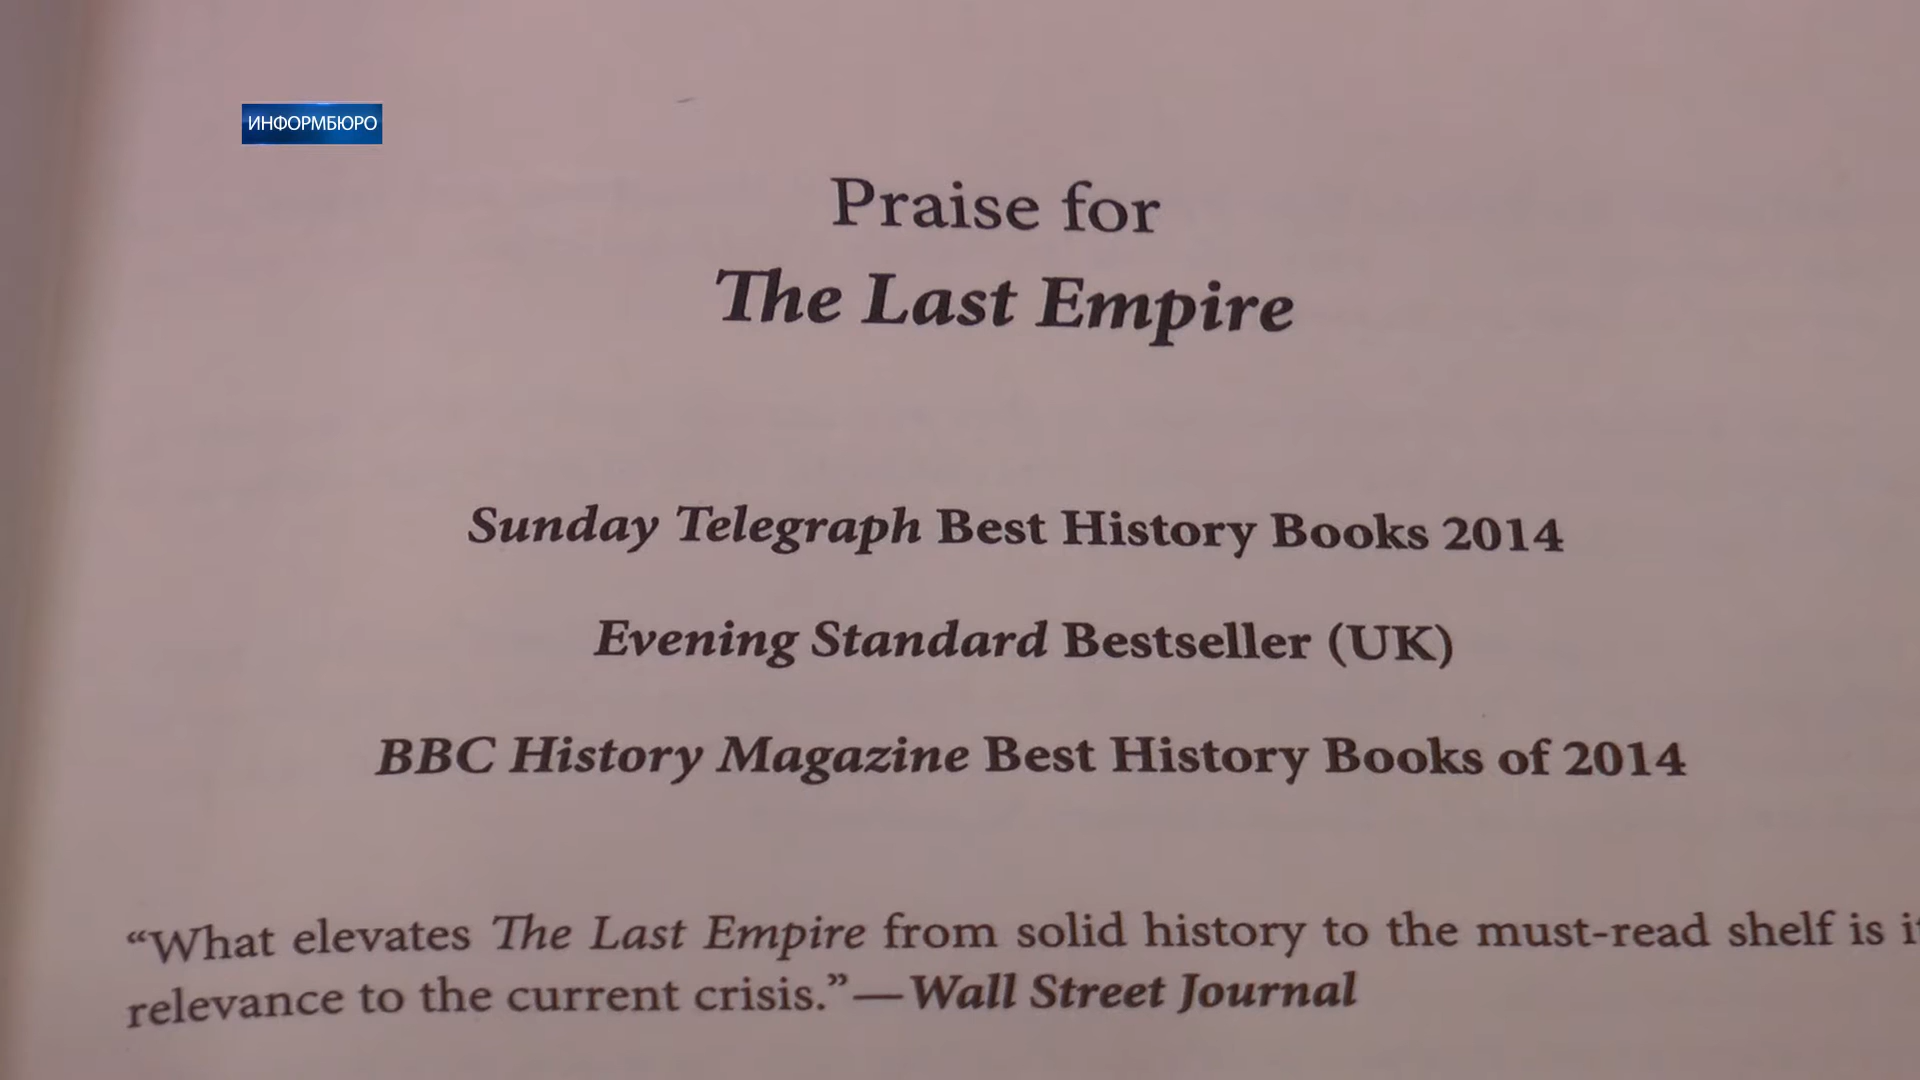 ИНФОРМБЮРО
Praise for
The Last Empire
Sunday Telegraph Best History Books 2014
Evening Standard Bestseller (UK)
BBC History Magazine Best History Books of 2014
“What elevates The Last Empire from solid history to the must-read shelf is
relevance to the current crisis.”—Wall Street Journal